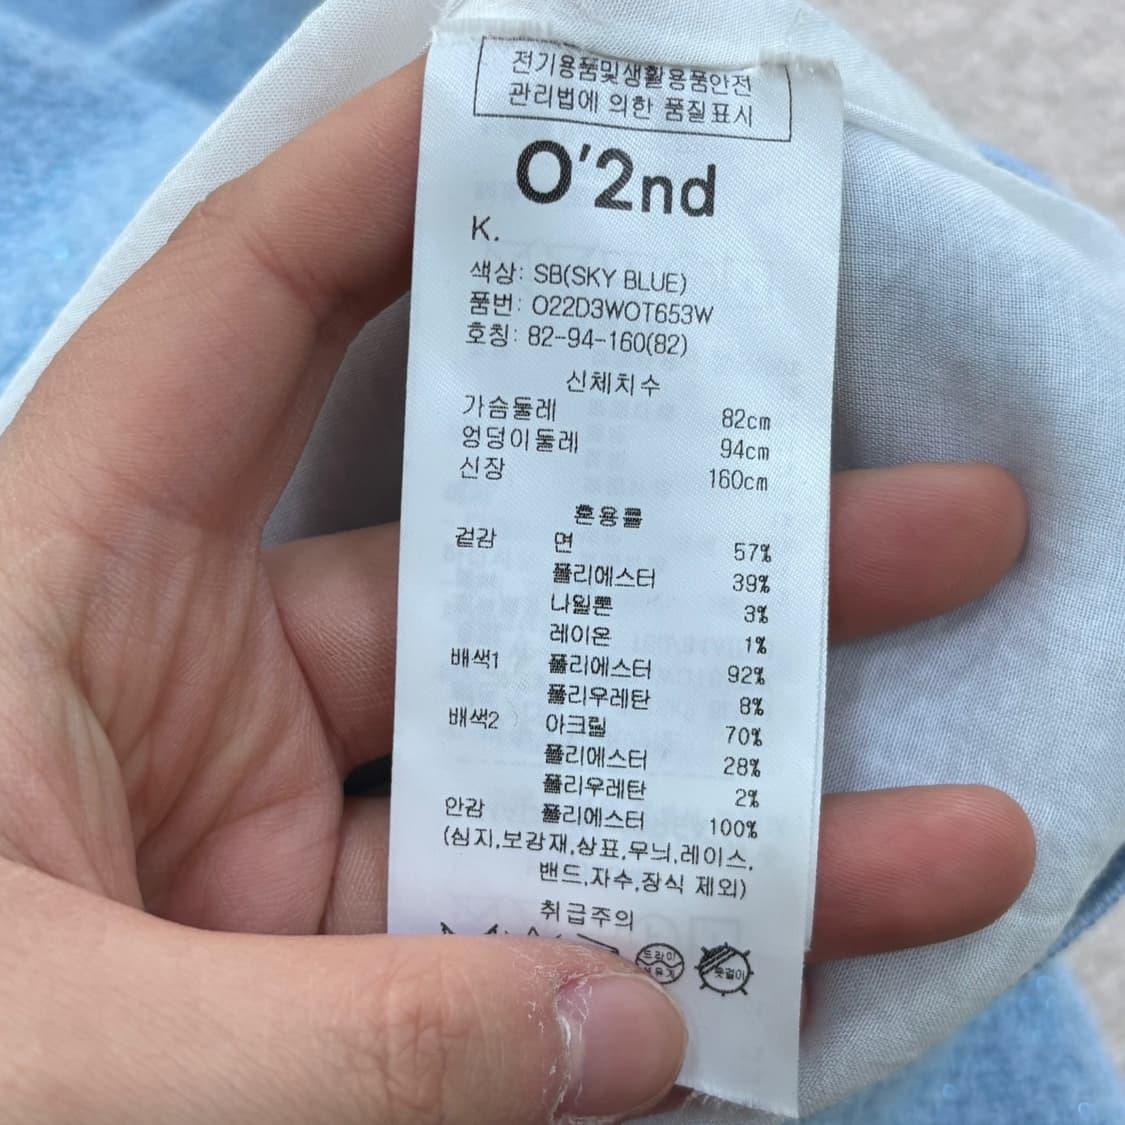 전기용품및생활용품안전
관리법에 의한 품질표시
O'2nd
K.
색상: SB(SKY BLUE)
품번: O22D3WOT653W
호칭: 82-94-160(82)
신체치수
가슴둘레 82cm
엉덩이둘레 94cm
신장 160cm
혼용률
겉감 면 57%
폴리에스터 39%
나일론 3%
레이온 1%
배색1 폴리에스터 92%
폴리우레탄 8%
배색2 아크릴 70%
폴리에스터 28%
폴리우레탄 2%
안감 폴리에스터 100%
(심지,보강재,상표,무늬,레이스,
밴드,자수,장식 제외)
취급주의
드라이
옷걸이